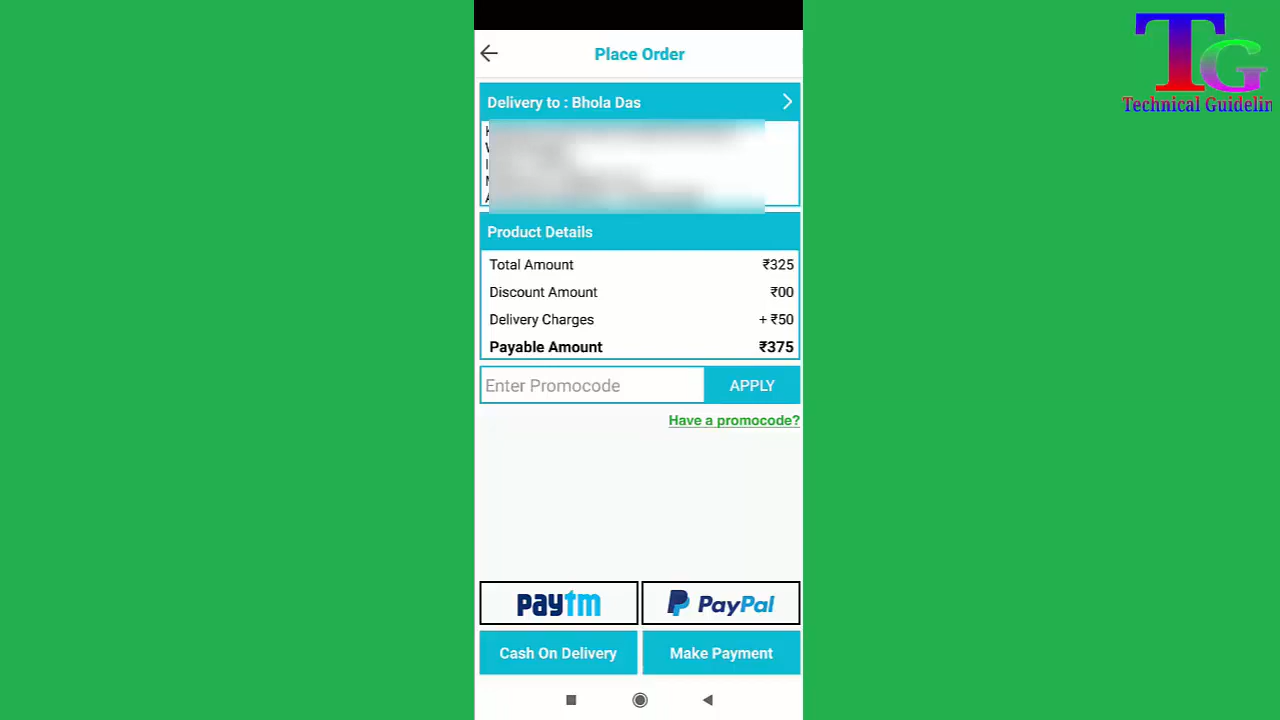 TG
Technical Guidelin
Place Order
Delivery to : Bhola Das
Product Details
Total Amount ₹325
Discount Amount ₹00
Delivery Charges + ₹50
Payable Amount ₹375
Enter Promocode APPLY
Have a promocode?
paytm PayPal
Cash On Delivery Make Payment